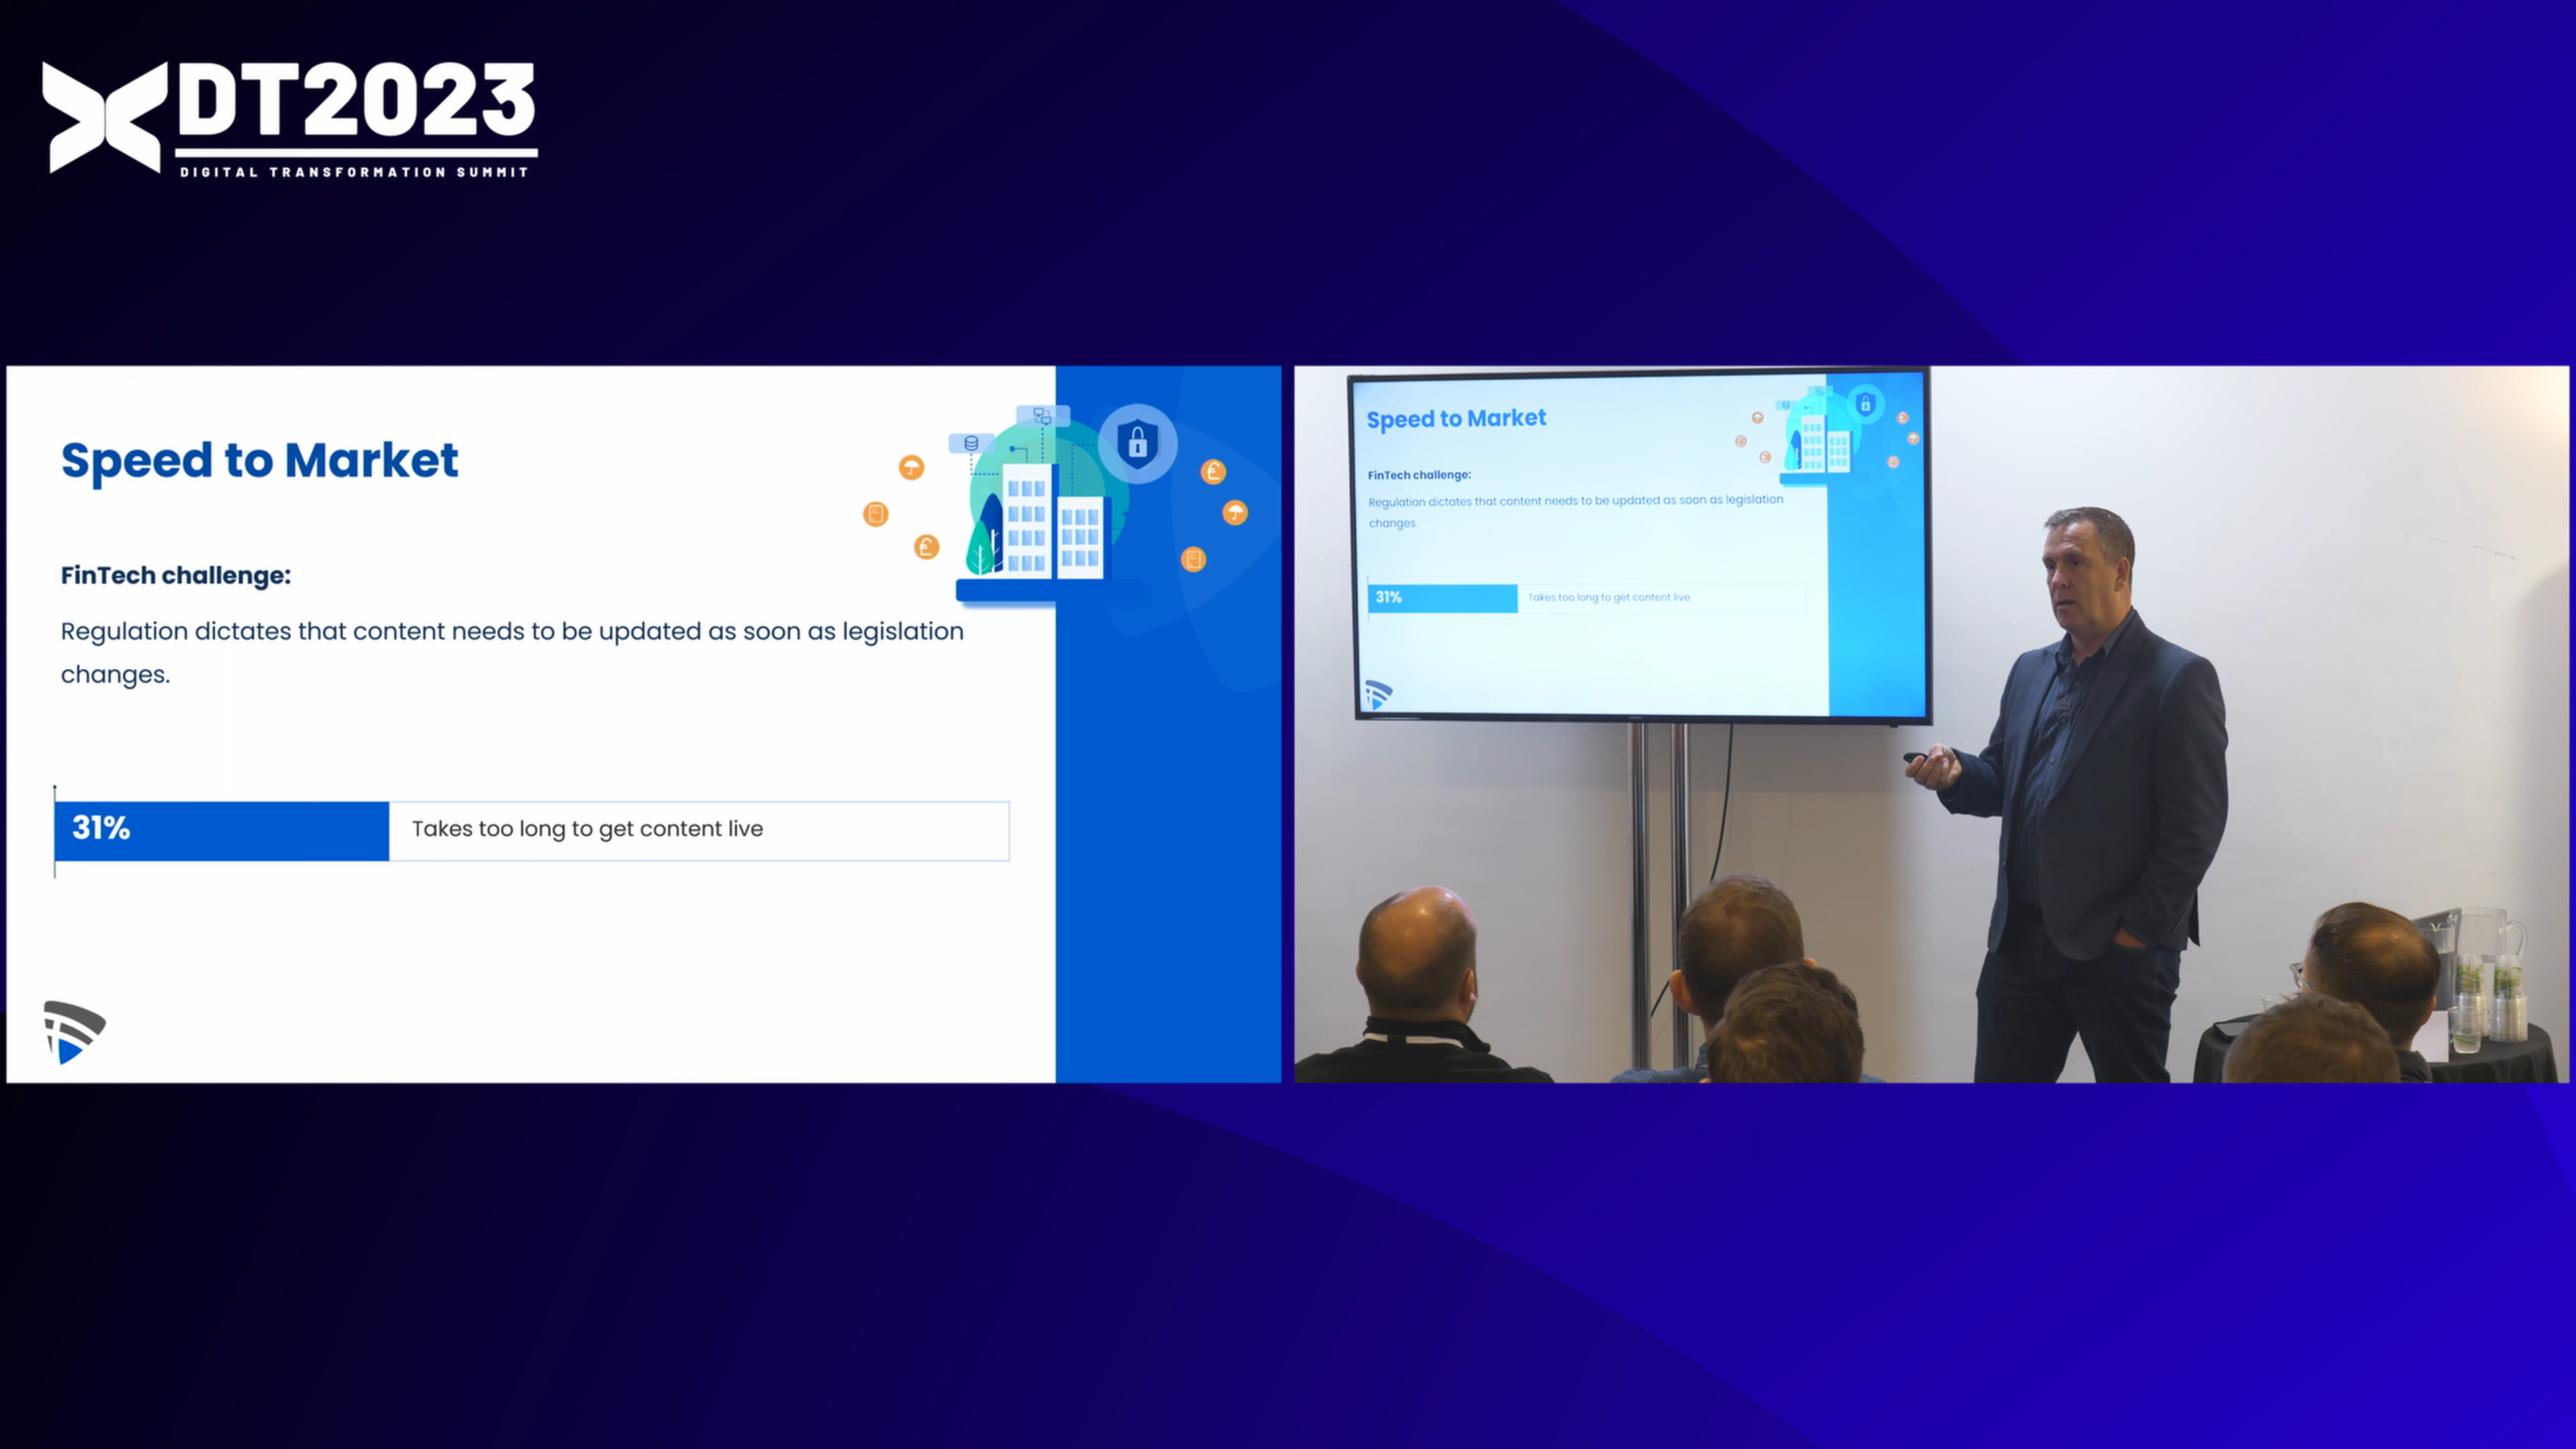 DT2023
DIGITAL TRANSFORMATION SUMMIT
Speed to Market
FinTech challenge:
Regulation dictates that content needs to be updated as soon as legislation
changes.
31%
Takes too long to get content live
Speed to Market
FinTech challenge:
Regulation dictates that content needs to be updated as soon as legislation
changes.
31%
Takes too long to get content live